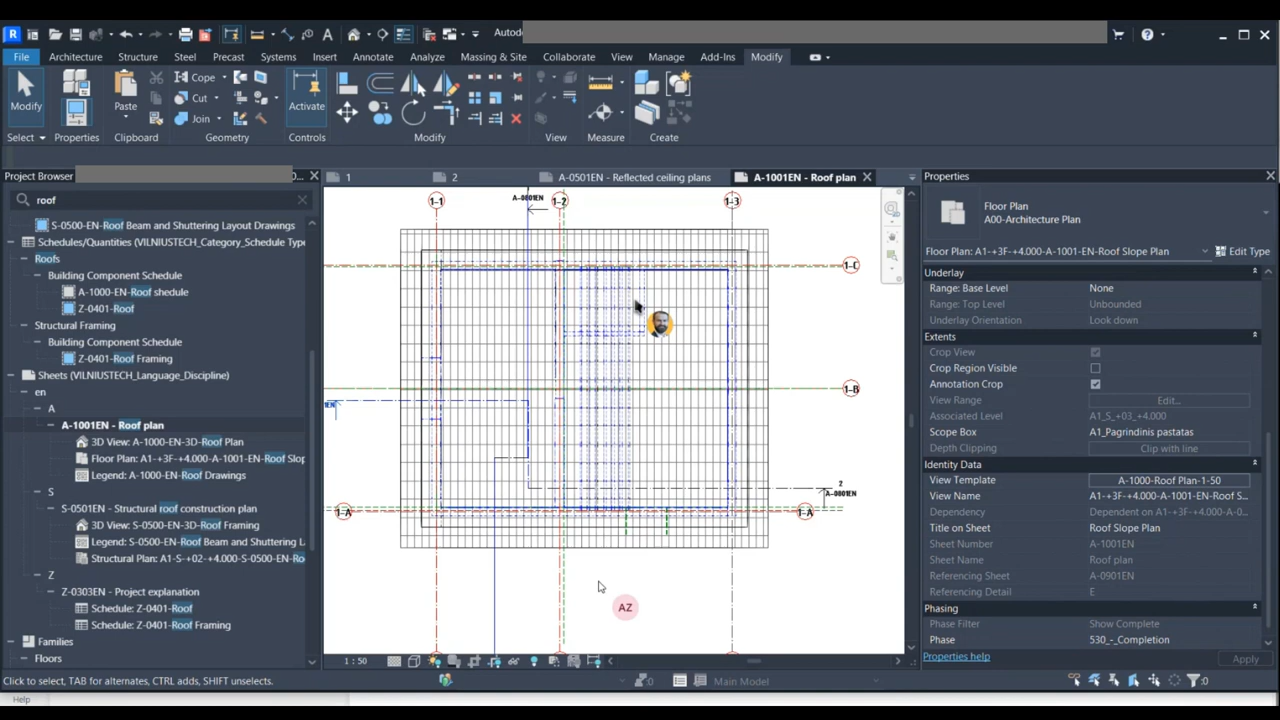 R
Autod
File
Architecture
Structure
Steel
Precast
Systems
Insert
Annotate
Analyze
Massing & Site
Collaborate
View
Manage
Add-Ins
Modify
Modify
Paste
Cope
Cut
Join
Activate
Select
Properties
Clipboard
Geometry
Controls
Modify
View
Measure
Create
Project Browser
0...
1
2
A-0501EN - Reflected ceiling plans
A-1001EN - Roof plan
Properties
roof
S-0500-EN-Roof Beam and Shuttering Layout Drawings
Schedules/Quantities (VILNIUSTECH_Category_Schedule Type
Roofs
Building Component Schedule
A-1000-EN-Roof shedule
Z-0401-Roof
Structural Framing
Building Component Schedule
Z-0401-Roof Framing
Sheets (VILNIUSTECH_Language_Discipline)
en
A
A-1001EN - Roof plan
3D View: A-1000-EN-3D-Roof Plan
Floor Plan: A1-+3F-+4.000-A-1001-EN-Roof Slop
Legend: A-1000-EN-Roof Drawings
S
S-0501EN - Structural roof construction plan
3D View: S-0500-EN-3D-Roof Framing
Legend: S-0500-EN-Roof Beam and Shuttering L
Structural Plan: A1-S-+02-+4.000-S-0500-EN-Ro
Z
Z-0303EN - Project explanation
Schedule: Z-0401-Roof
Schedule: Z-0401-Roof Framing
Families
Floors
1-1
A-0801EN
1-2
1-3
1-C
1-B
1EN
2
A-0801EN
1-A
1-A
AZ
Floor Plan
A00-Architecture Plan
Floor Plan: A1-+3F-+4.000-A-1001-EN-Roof Slope Plan
Edit Type
Underlay
Range: Base Level
None
Range: Top Level
Unbounded
Underlay Orientation
Look down
Extents
Crop View
Crop Region Visible
Annotation Crop
View Range
Edit...
Associated Level
A1_S_+03_+4.000
Scope Box
A1_Pagrindinis pastatas
Depth Clipping
Clip with line
Identity Data
View Template
A-1000-Roof Plan-1-50
View Name
A1-+3F-+4.000-A-1001-EN-Roof S...
Dependency
Dependent on A1-+3F-+4.000-A-0...
Title on Sheet
Roof Slope Plan
Sheet Number
A-1001EN
Sheet Name
Roof plan
Referencing Sheet
A-0901EN
Referencing Detail
E
Phasing
Phase Filter
Show Complete
Phase
530_-_Completion
Properties help
Apply
1 : 50
Click to select, TAB for alternates, CTRL adds, SHIFT unselects.
:0
Main Model
:0
Help